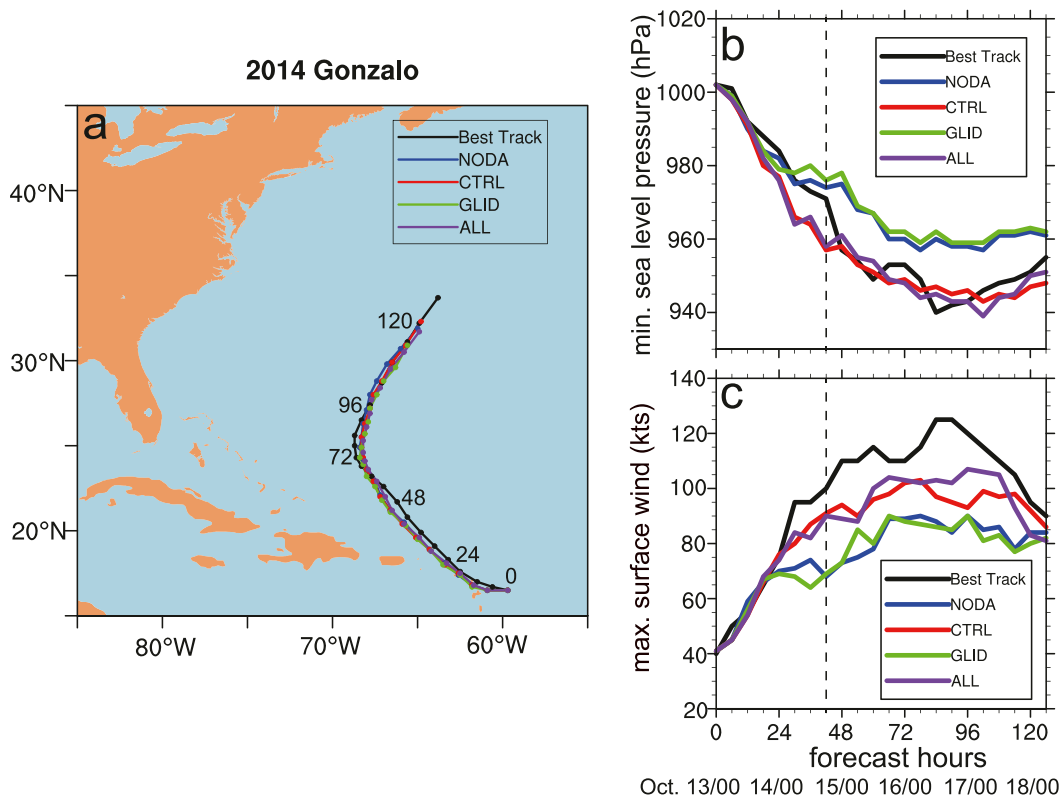 2014 Gonzalo
a
Best Track
NODA
CTRL
GLID
ALL
40°N
30°N
20°N
80°W
70°W
60°W
120
96
72
48
24
0
b
min. sea level pressure (hPa)
1020
1000
980
960
940
Best Track
NODA
CTRL
GLID
ALL
c
max. surface wind (kts)
140
120
100
80
60
40
20
Best Track
NODA
CTRL
GLID
ALL
0 24 48 72 96 120
forecast hours
Oct. 13/00 14/00 15/00 16/00 17/00 18/00